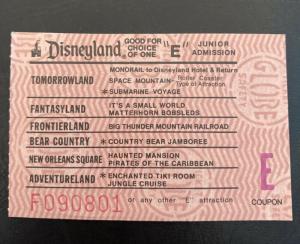 Disneyland GOOD FOR CHOICE OF ONE "E" JUNIOR ADMISSION
MONORAIL to Disneyland Hotel & Return
TOMORROWLAND SPACE MOUNTAIN- Roller Coaster Type of Attraction
* SUBMARINE VOYAGE
FANTASYLAND IT'S A SMALL WORLD
MATTERHORN BOBSLEDS
FRONTIERLAND BIG THUNDER MOUNTAIN RAILROAD
BEAR COUNTRY * COUNTRY BEAR JAMBOREE
NEW ORLEANS SQUARE HAUNTED MANSION
PIRATES OF THE CARIBBEAN
ADVENTURELAND * ENCHANTED TIKI ROOM
JUNGLE CRUISE
E
F090801 or any other "E" attraction COUPON